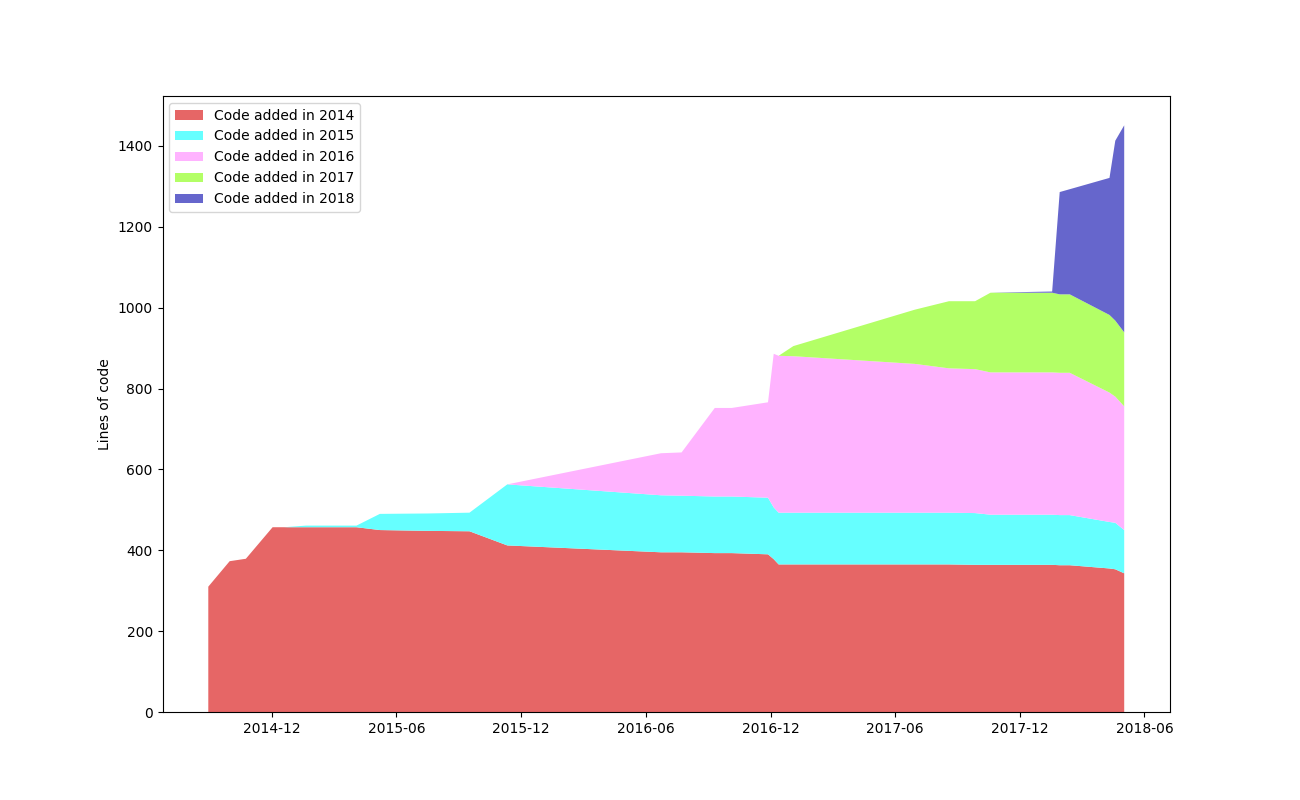 Code added in 2014
Code added in 2015
Code added in 2016
Code added in 2017
Code added in 2018
Lines of code
1400
1200
1000
800
600
400
200
0
2014-12
2015-06
2015-12
2016-06
2016-12
2017-06
2017-12
2018-06